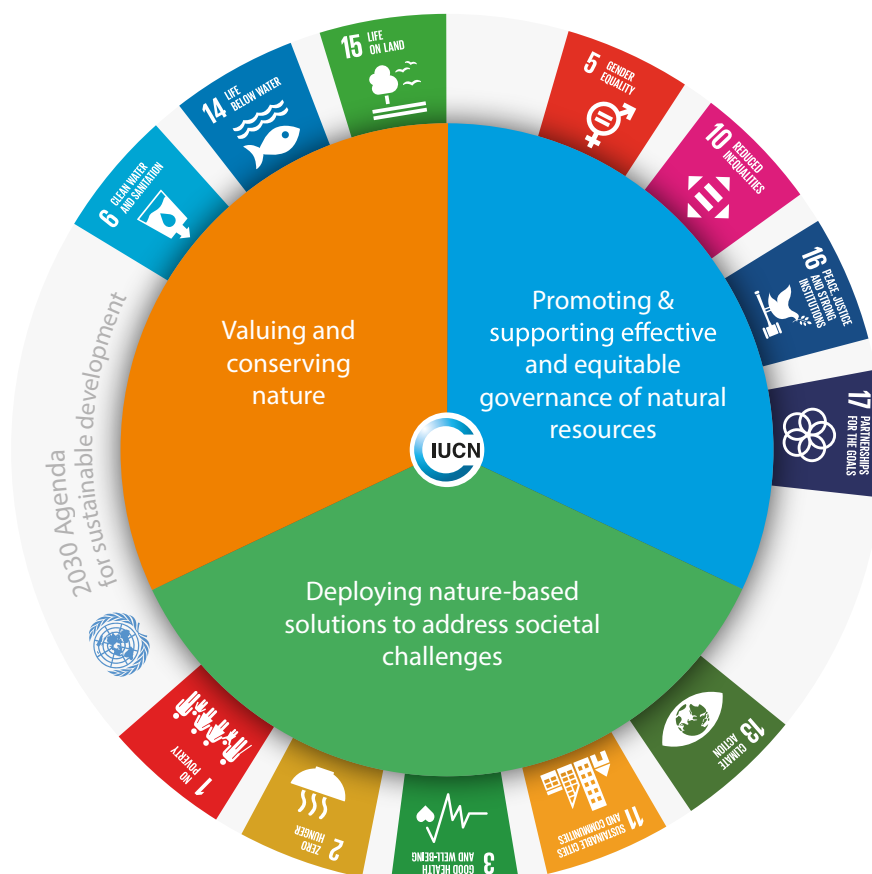 15 LIFE
ON LAND
14 LIFE
BELOW WATER
6 CLEAN WATER
AND SANITATION
5 GENDER
EQUALITY
10 REDUCED
INEQUALITIES
16 PEACE, JUSTICE
AND STRONG
INSTITUTIONS
17 PARTNERSHIPS
FOR THE GOALS
Valuing and
conserving
nature
Promoting &
supporting effective
and equitable
governance of natural
resources
IUCN
Deploying nature-based
solutions to address societal
challenges
2030 Agenda
for sustainable development
1 NO
POVERTY
2 ZERO
HUNGER
3 GOOD HEALTH
AND WELL-BEING
11 SUSTAINABLE CITIES
AND COMMUNITIES
13 CLIMATE
ACTION